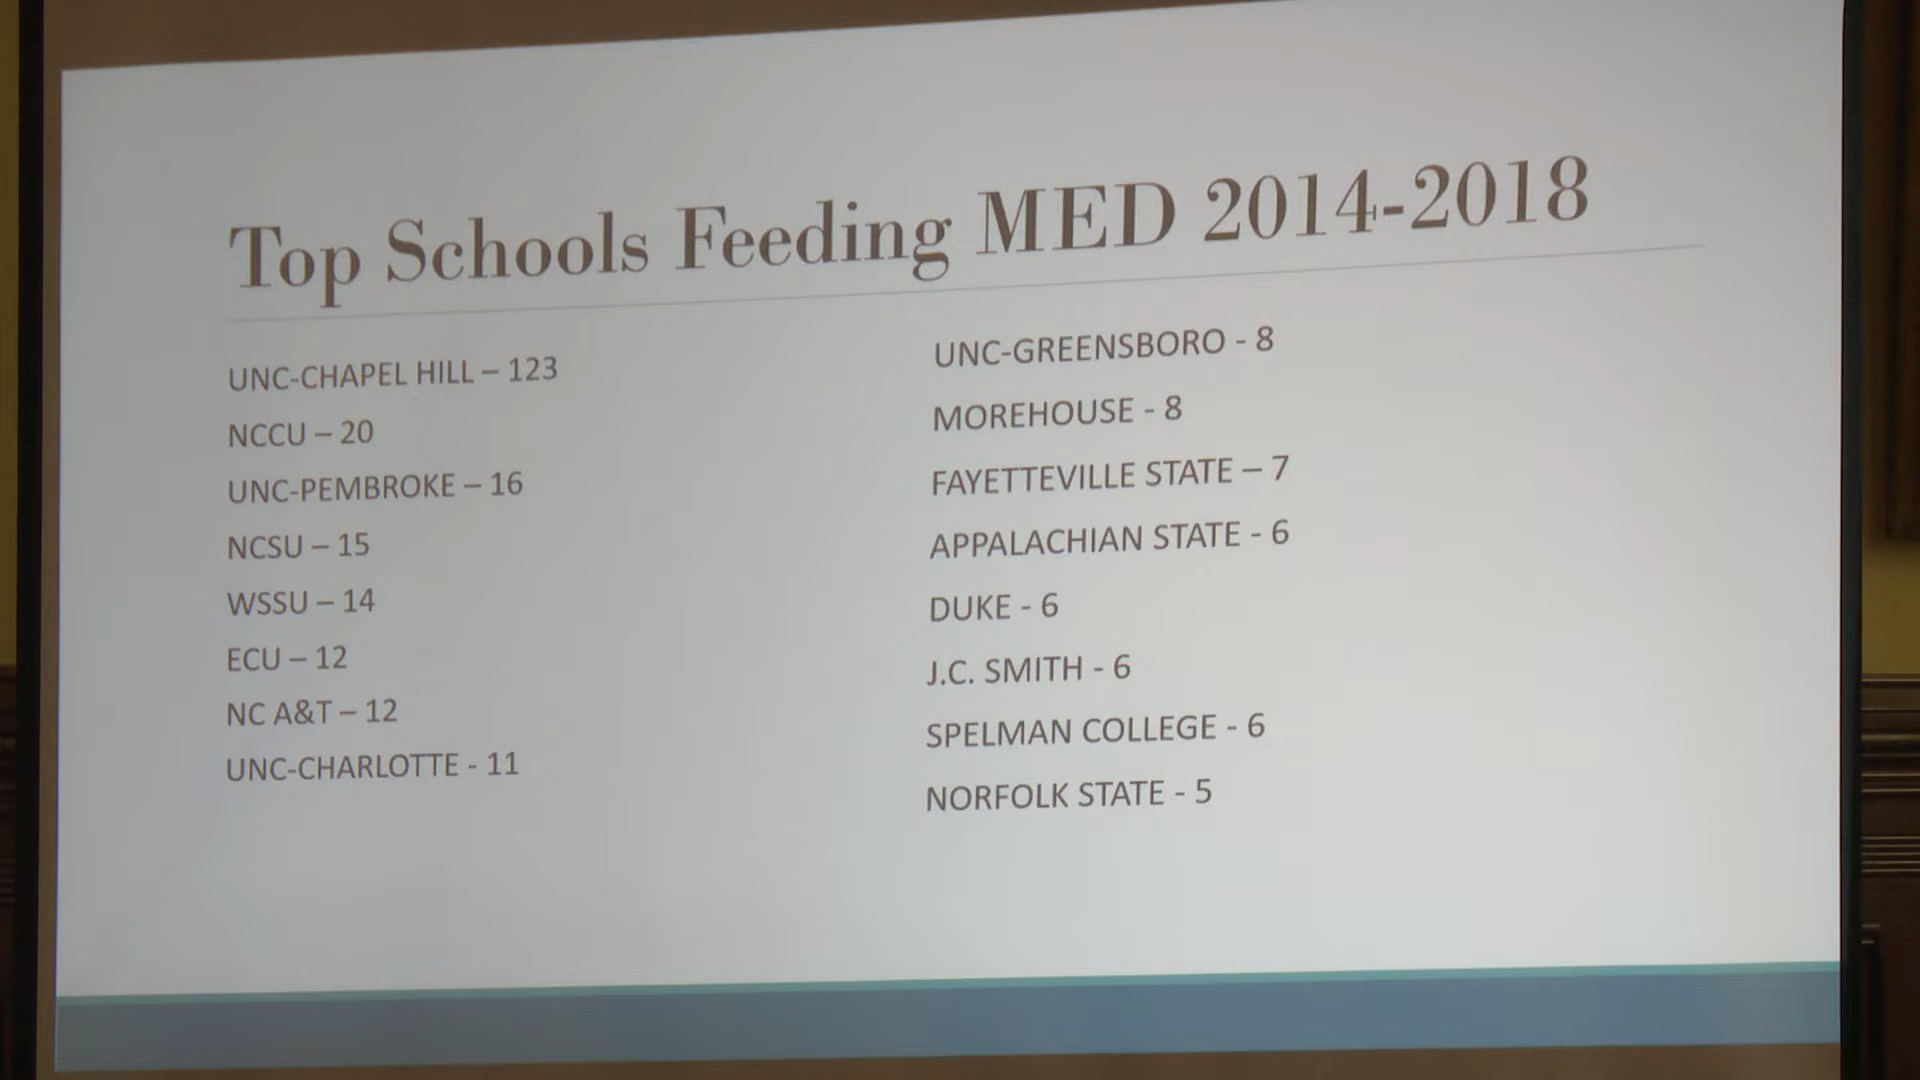 Top Schools Feeding MED 2014-2018
UNC-CHAPEL HILL – 123
NCCU – 20
UNC-PEMBROKE – 16
NCSU – 15
WSSU – 14
ECU – 12
NC A&T – 12
UNC-CHARLOTTE - 11
UNC-GREENSBORO - 8
MOREHOUSE - 8
FAYETTEVILLE STATE – 7
APPALACHIAN STATE - 6
DUKE - 6
J.C. SMITH - 6
SPELMAN COLLEGE - 6
NORFOLK STATE - 5